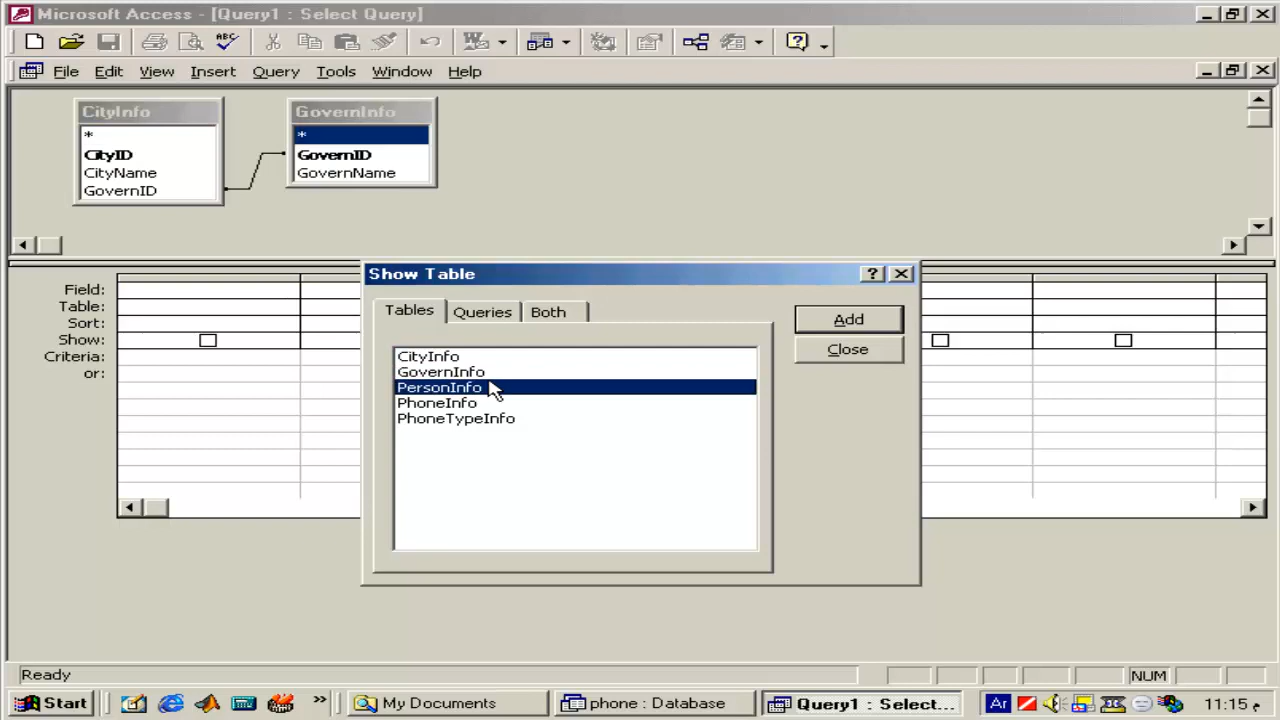 Microsoft Access - [Query1 : Select Query]
File Edit View Insert Query Tools Window Help
CityInfo
*
CityID
CityName
GovernID
GovernInfo
*
GovernID
GovernName
Field:
Table:
Sort:
Show:
Criteria:
or:
Show Table
Tables Queries Both
CityInfo
GovernInfo
PersonInfo
PhoneInfo
PhoneTypeInfo
Add
Close
Ready NUM
Start » My Documents phone : Database Query1 : Select... Ar 11:15 م